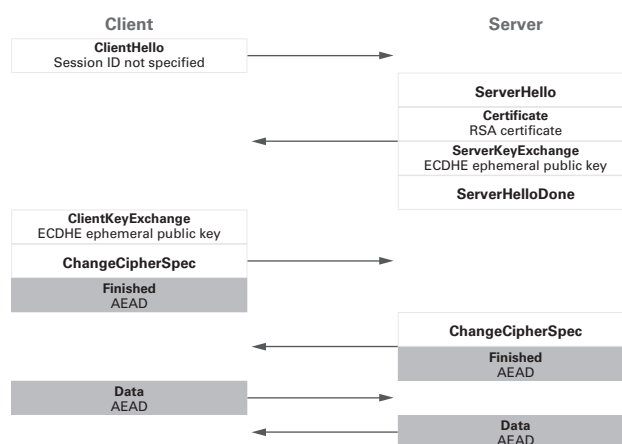 Client
Server
ClientHello
Session ID not specified
ServerHello
Certificate
RSA certificate
ServerKeyExchange
ECDHE ephemeral public key
ServerHelloDone
ClientKeyExchange
ECDHE ephemeral public key
ChangeCipherSpec
Finished
AEAD
ChangeCipherSpec
Finished
AEAD
Data
AEAD
Data
AEAD